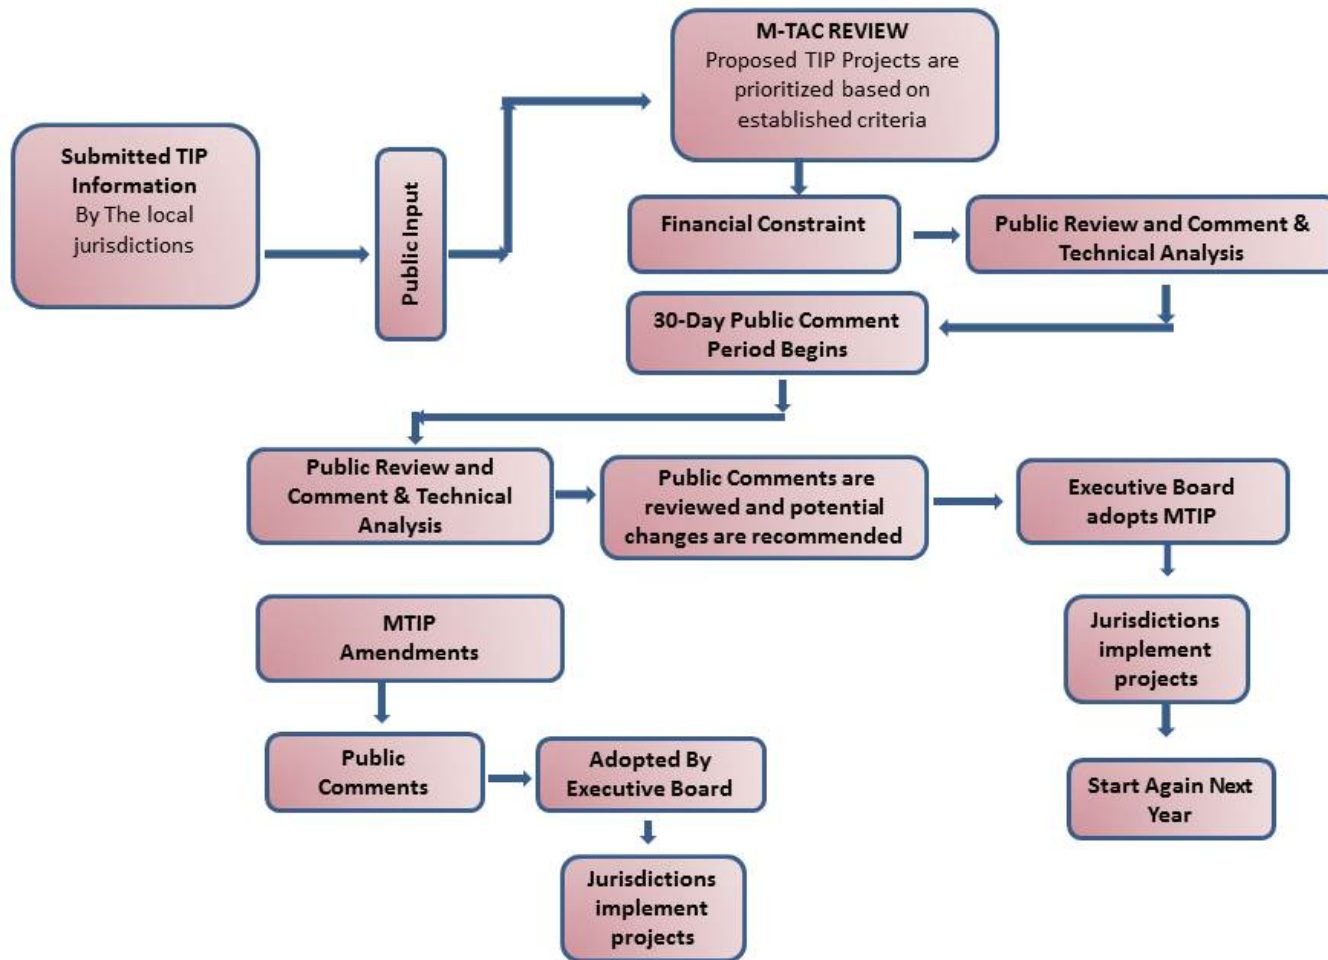 Submitted TIP
Information
By The local
jurisdictions
Public Input
M-TAC REVIEW
Proposed TIP Projects are
prioritized based on
established criteria
Financial Constraint
Public Review and Comment &
Technical Analysis
30-Day Public Comment
Period Begins
Public Review and
Comment & Technical
Analysis
Public Comments are
reviewed and potential
changes are recommended
Executive Board
adopts MTIP
Jurisdictions
implement
projects
Start Again Next
Year
MTIP
Amendments
Public
Comments
Adopted By
Executive Board
Jurisdictions
implement
projects